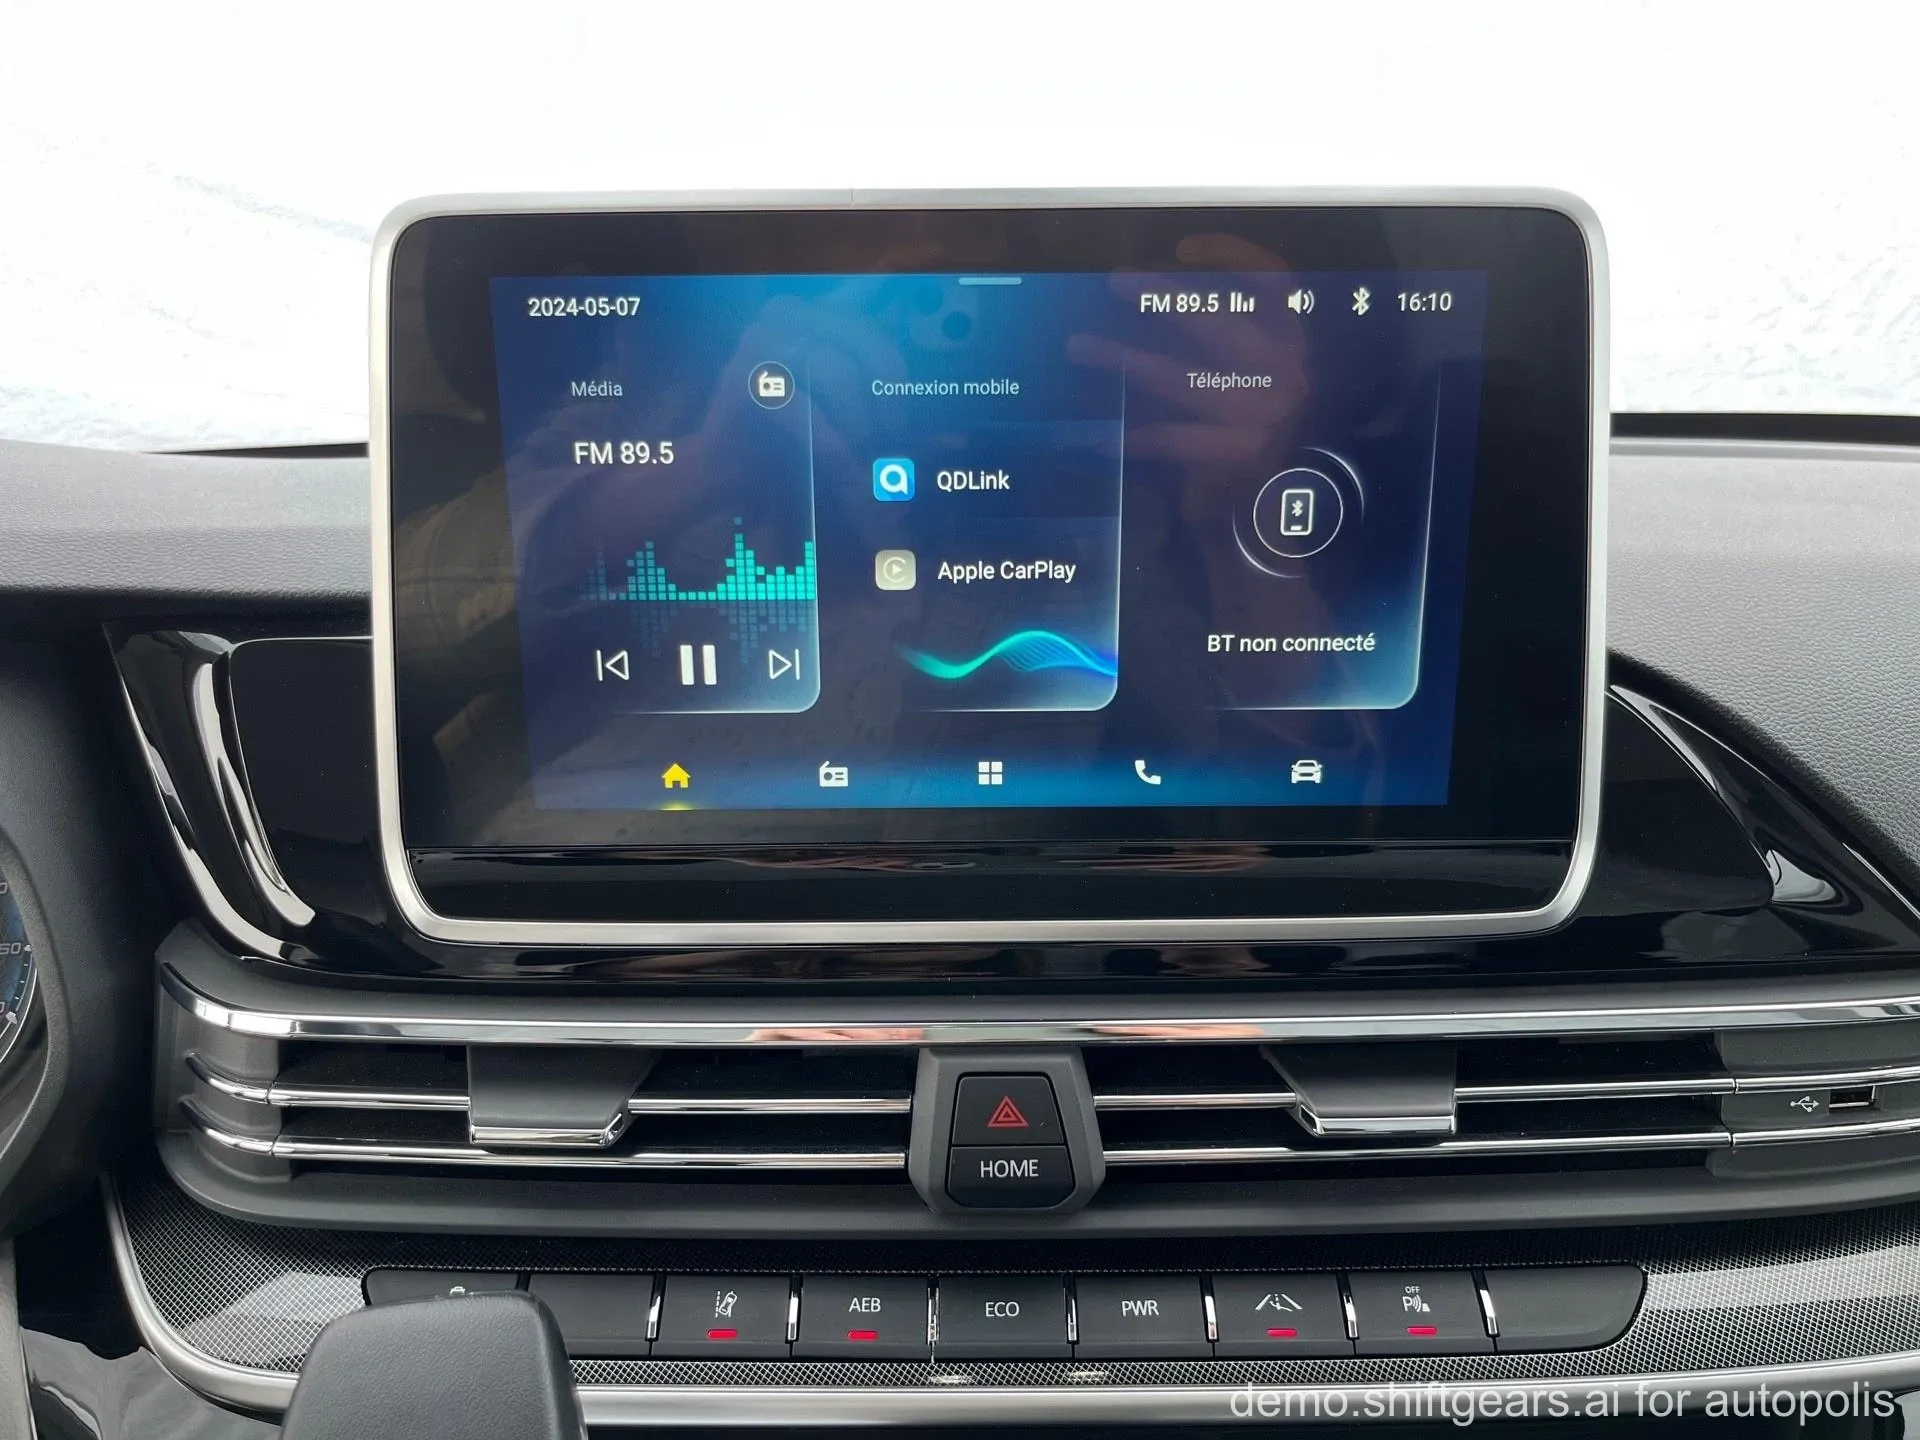 2024-05-07
FM 89.5
16:10
Média
Connexion mobile
Téléphone
FM 89.5
QDLink
Apple CarPlay
BT non connecté
HOME
AEB
ECO
PWR
OFF
P
demo.shiftgears.ai for autopolis